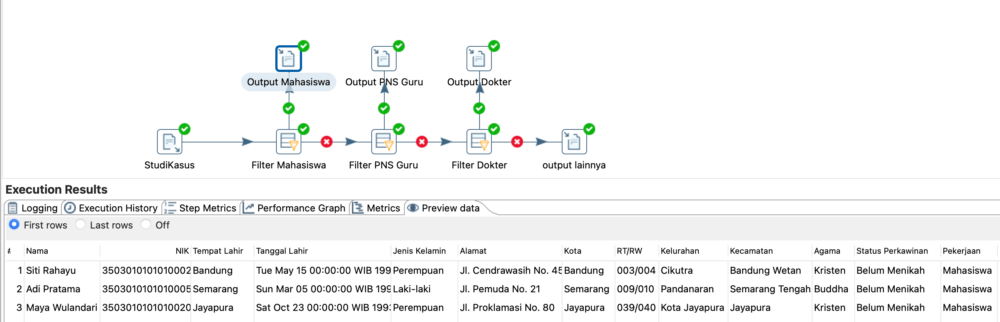 Output Mahasiswa Output PNS Guru Output Dokter
StudiKasus Filter Mahasiswa Filter PNS Guru Filter Dokter output lainnya
Execution Results
Logging Execution History Step Metrics Performance Graph Metrics Preview data
First rows Last rows Off
# Nama NIK Tempat Lahir Tanggal Lahir Jenis Kelamin Alamat Kota RT/RW Kelurahan Kecamatan Agama Status Perkawinan Pekerjaan
1 Siti Rahayu 3503010101010002 Bandung Tue May 15 00:00:00 WIB 199 Perempuan Jl. Cendrawasih No. 45 Bandung 003/004 Cikutra Bandung Wetan Kristen Belum Menikah Mahasiswa
2 Adi Pratama 3503010101010005 Semarang Sun Mar 05 00:00:00 WIB 199 Laki-laki Jl. Pemuda No. 21 Semarang 009/010 Pandanaran Semarang Tengah Buddha Belum Menikah Mahasiswa
3 Maya Wulandari 3503010101010020 Jayapura Sat Oct 23 00:00:00 WIB 199 Perempuan Jl. Proklamasi No. 80 Jayapura 039/040 Kota Jayapura Jayapura Kristen Belum Menikah Mahasiswa